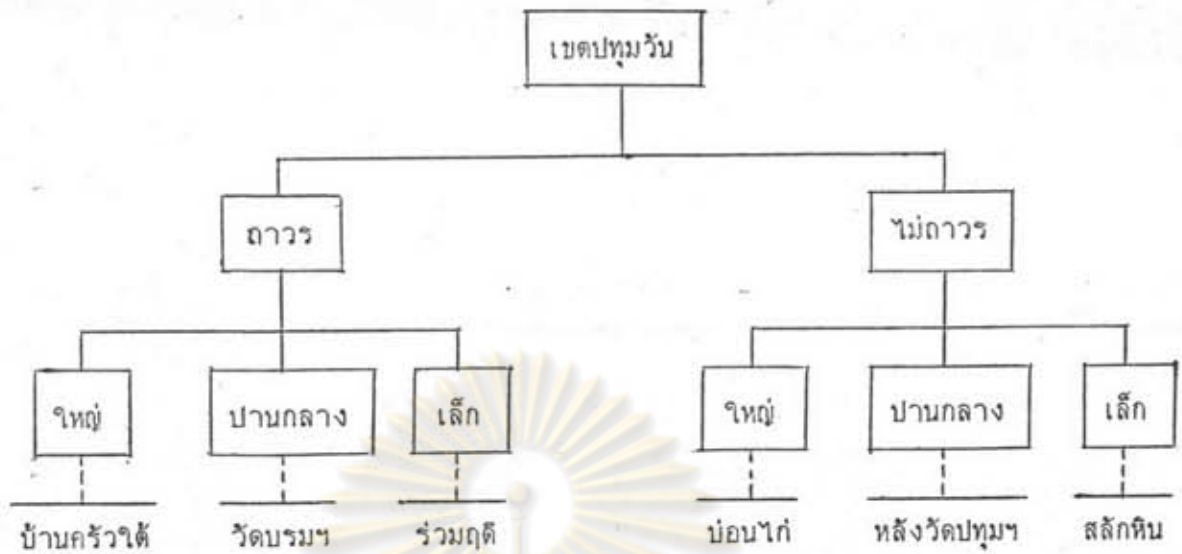 เขตปทุมวัน
ถาวร ไม่ถาวร
ใหญ่ ปานกลาง เล็ก ใหญ่ ปานกลาง เล็ก
บ้านครัวใต้ วัดบรมฯ ร่วมฤดี บ่อนไก่ หลังวัดปทุมฯ สลักหิน